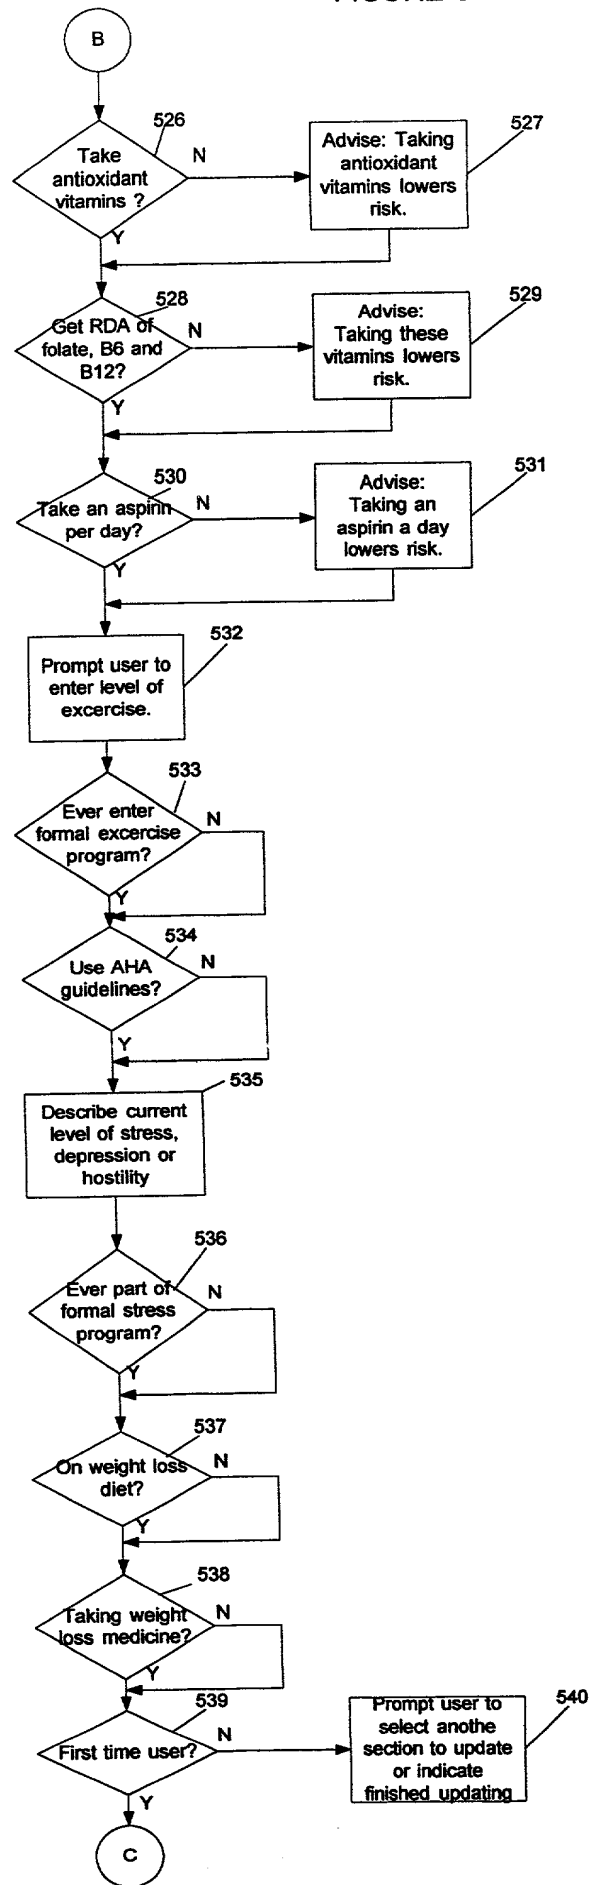 B
526
Take
antioxidant
vitamins ?
N
Y
527
Advise: Taking
antioxidant
vitamins lowers
risk.
528
Get RDA of
folate, B6 and
B12?
N
Y
529
Advise:
Taking these
vitamins lowers
risk.
530
Take an aspirin
per day?
N
Y
531
Advise:
Taking an
aspirin a day
lowers risk.
532
Prompt user to
enter level of
excercise.
533
Ever enter
formal excercise
program?
N
Y
534
Use AHA
guidelines?
N
Y
535
Describe current
level of stress,
depression or
hostility
536
Ever part of
formal stress
program?
N
Y
537
On weight loss
diet?
N
Y
538
Taking weight
loss medicine?
N
Y
539
First time user?
N
Y
540
Prompt user to
select anothe
section to update
or indicate
finished updating
C